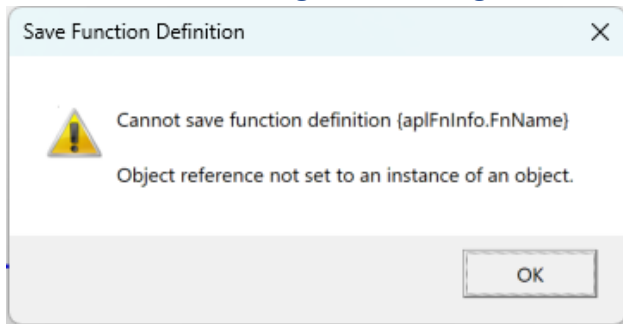 Save Function Definition
Cannot save function definition {aplFnInfo.FnName}
Object reference not set to an instance of an object.
OK